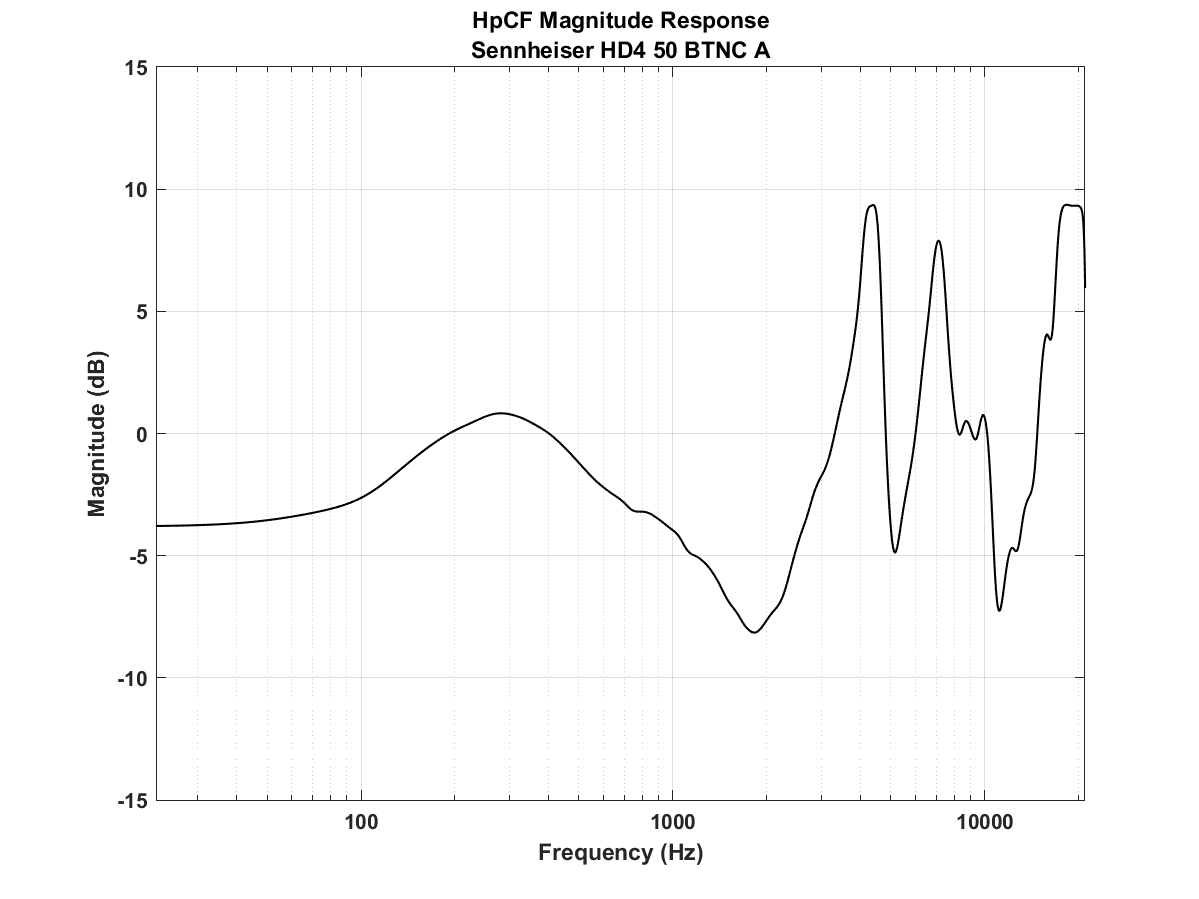 HpCF Magnitude Response
Sennheiser HD4 50 BTNC A
15
10
5
0
-5
-10
-15
Magnitude (dB)
100
1000
10000
Frequency (Hz)